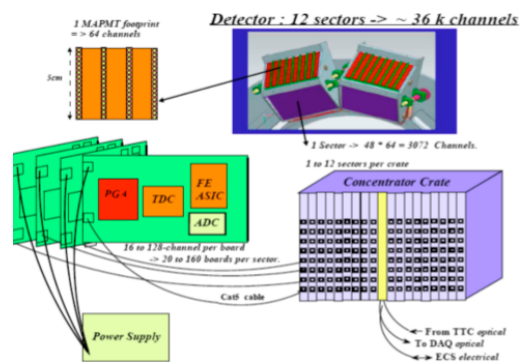 1 MAPMT footprint
= > 64 channels
5cm
Detector : 12 sectors -> ~ 36 k channels
1 Sector -> 48 * 64 = 3072 Channels.
1 to 12 sectors per crate
Concentrator Crate
PGA
TDC
FE
ASIC
ADC
16 to 128-channel per board
-> 20 to 160 boards per sector.
Cat6 cable
Power Supply
From TTC optical
To DAQ optical
ECS electrical